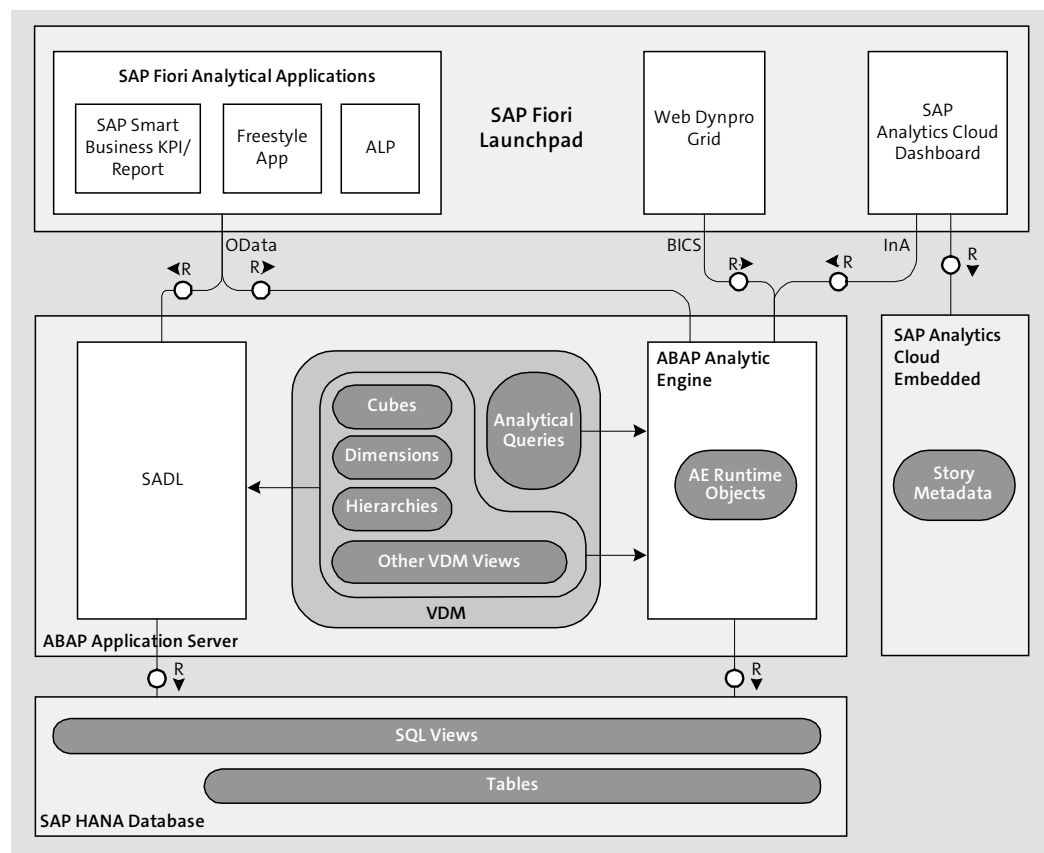 SAP Fiori Analytical Applications
SAP Smart
Business KPI/
Report
Freestyle
App
ALP
SAP Fiori
Launchpad
Web Dynpro
Grid
SAP
Analytics Cloud
Dashboard
OData
BICS
InA
R
R
R
R
R
SADL
Cubes
Dimensions
Hierarchies
Other VDM Views
Analytical
Queries
VDM
ABAP Analytic
Engine
AE Runtime
Objects
ABAP Application Server
SAP Analytics
Cloud
Embedded
Story
Metadata
R
R
SQL Views
Tables
SAP HANA Database